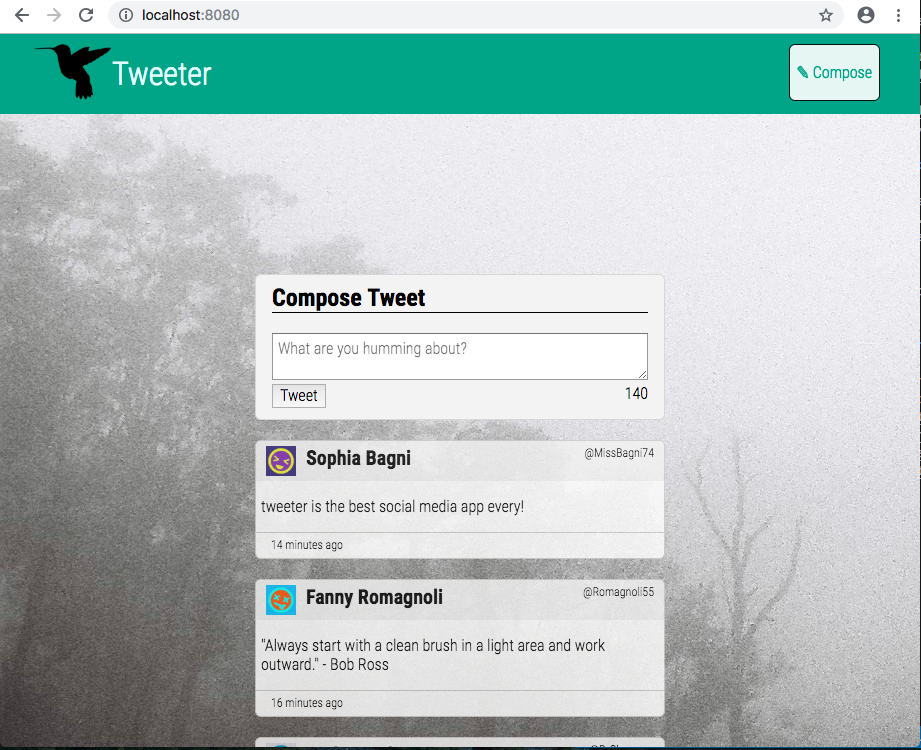 localhost:8080
Tweeter
✎ Compose
Compose Tweet
What are you humming about?
Tweet
140
Sophia Bagni
@MissBagni74
tweeter is the best social media app every!
14 minutes ago
Fanny Romagnoli
@Romagnoli55
"Always start with a clean brush in a light area and work
outward." - Bob Ross
16 minutes ago